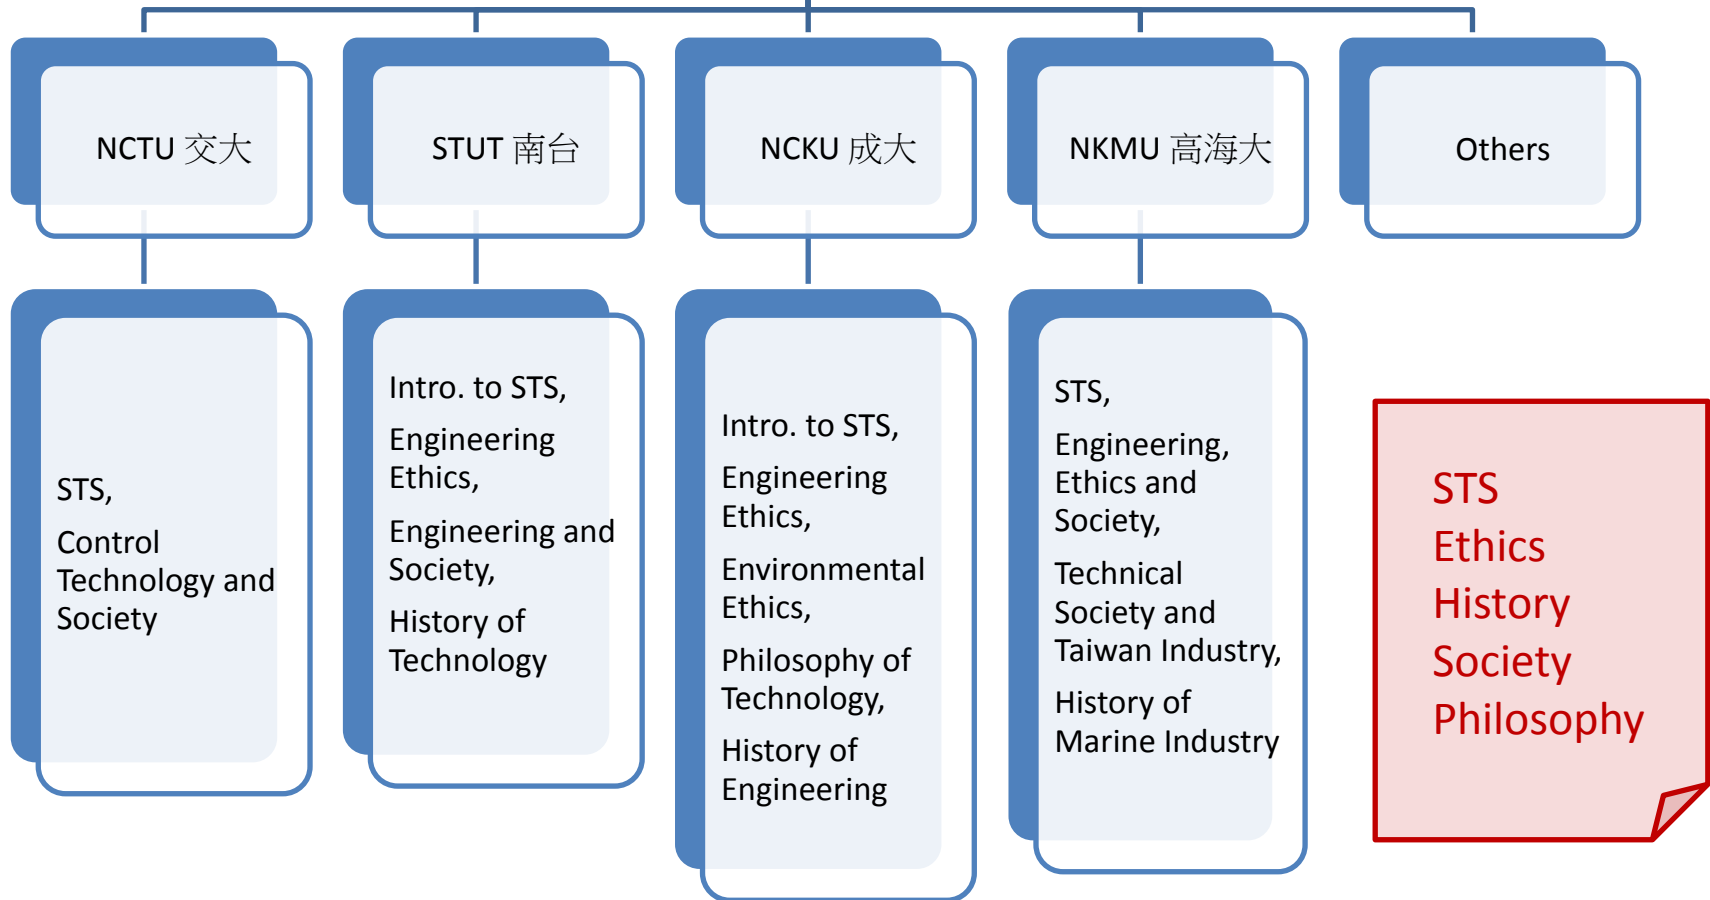 NCTU 交大
STUT 南台
NCKU 成大
NKMU 高海大
Others
STS,
Control
Technology and
Society
Intro. to STS,
Engineering
Ethics,
Engineering and
Society,
History of
Technology
Intro. to STS,
Engineering
Ethics,
Environmental
Ethics,
Philosophy of
Technology,
History of
Engineering
STS,
Engineering,
Ethics and
Society,
Technical
Society and
Taiwan Industry,
History of
Marine Industry
STS
Ethics
History
Society
Philosophy